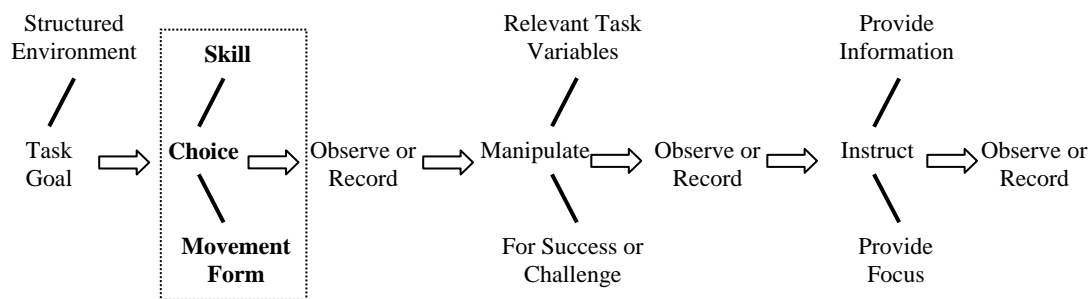 Structured
Environment
Task
Goal
Skill
Choice
Movement
Form
Observe or
Record
Relevant Task
Variables
Manipulate
For Success or
Challenge
Observe or
Record
Provide
Information
Instruct
Provide
Focus
Observe or
Record